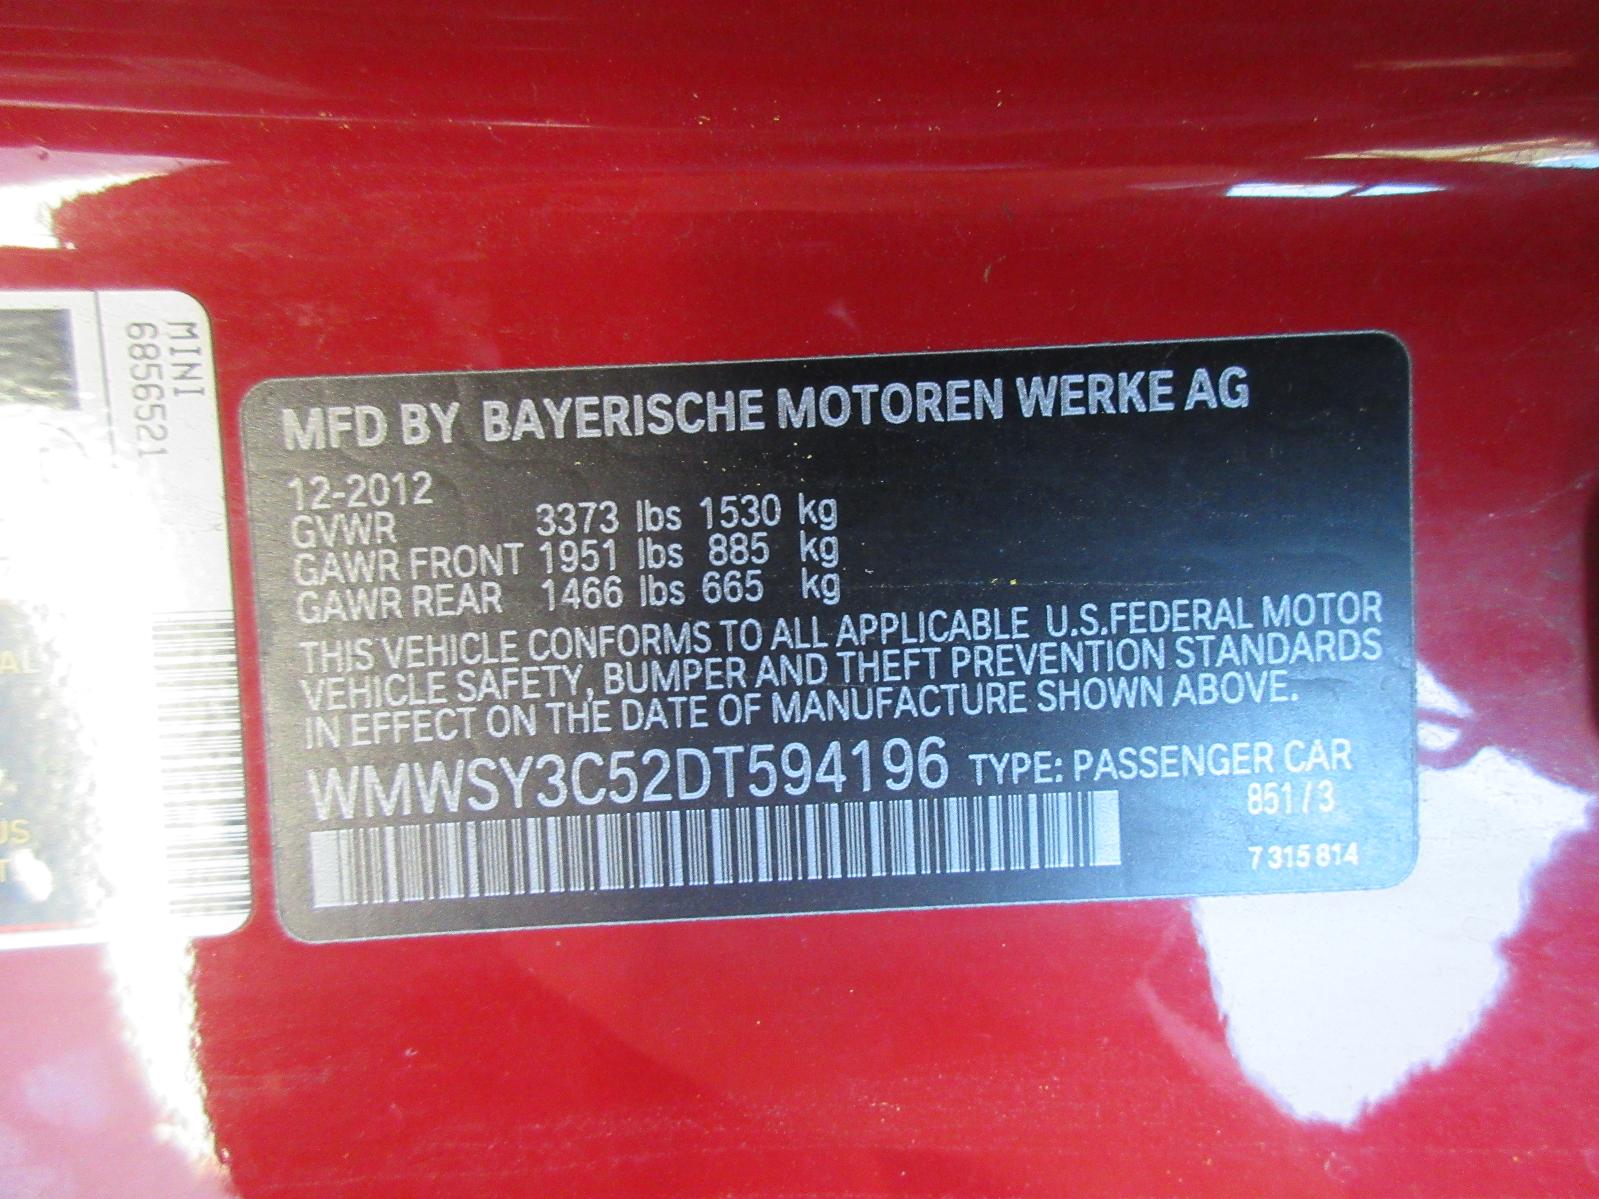 MINI
6856521
AL
US
T
MFD BY BAYERISCHE MOTOREN WERKE AG
12-2012
GVWR 3373 lbs 1530 kg
GAWR FRONT 1951 lbs 885 kg
GAWR REAR 1466 lbs 665 kg
THIS VEHICLE CONFORMS TO ALL APPLICABLE U.S.FEDERAL MOTOR
VEHICLE SAFETY, BUMPER AND THEFT PREVENTION STANDARDS
IN EFFECT ON THE DATE OF MANUFACTURE SHOWN ABOVE.
WMWSY3C52DT594196 TYPE: PASSENGER CAR
851/3
7 315 814